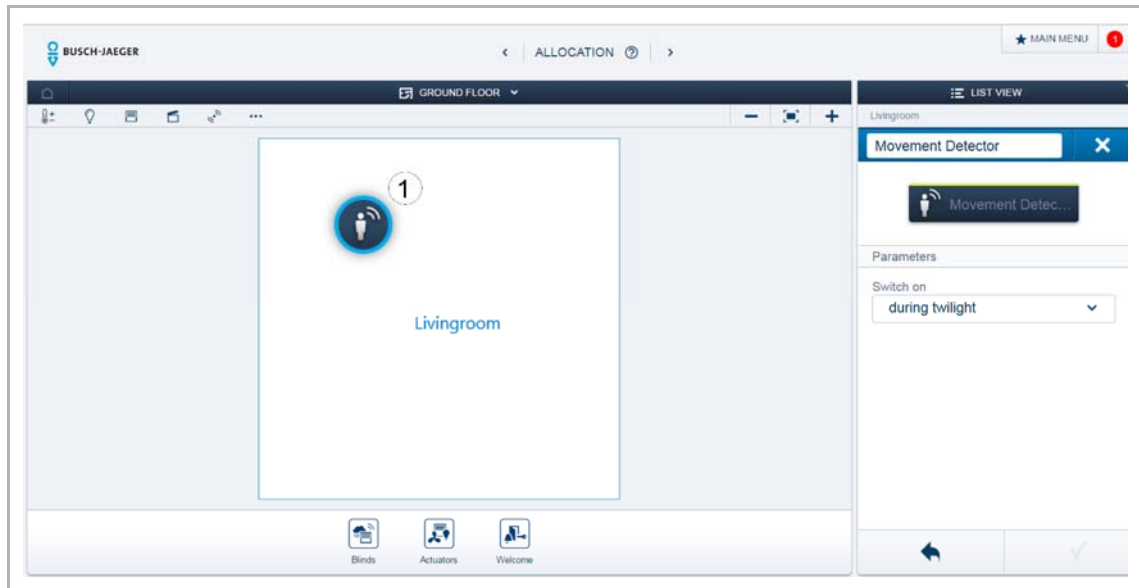 BUSCH-JAEGER
ALLOCATION
MAIN MENU
1
GROUND FLOOR
LIST VIEW
Livingroom
Movement Detector
1
Movement Detec...
Parameters
Switch on
during twilight
Livingroom
Blinds
Actuators
Welcome